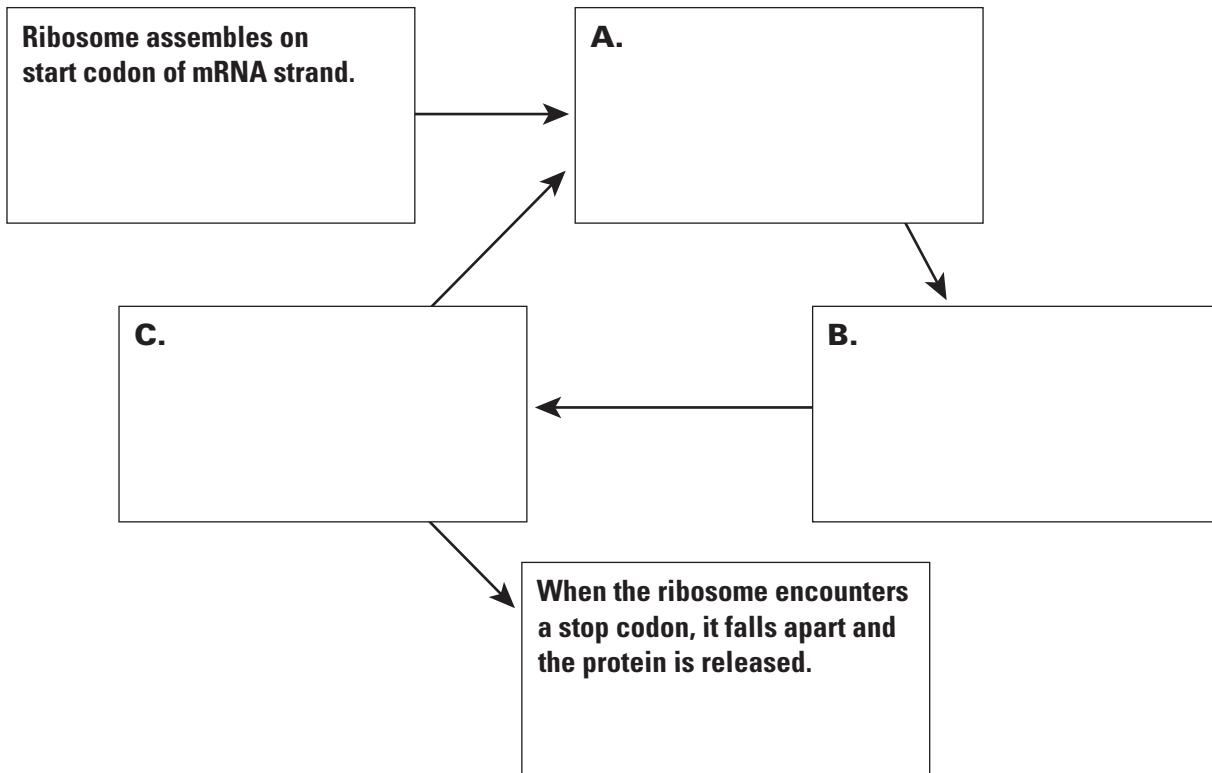 Ribosome assembles on
start codon of mRNA strand.
A.
B.
C.
When the ribosome encounters
a stop codon, it falls apart and
the protein is released.